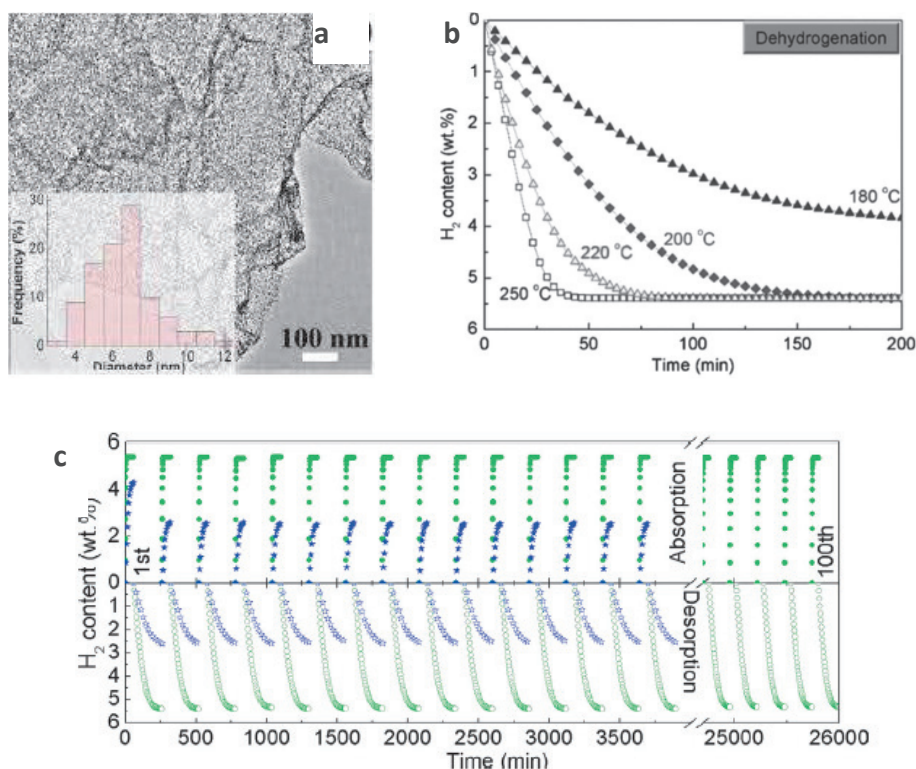 a
30
20
10
0
Frequency (%)
4 6 8 10 12
Diameter (nm)
100 nm
b
Dehydrogenation
0
1
2
3
4
5
6
H₂ content (wt.%)
180 °C
200 °C
220 °C
250 °C
0 50 100 150 200
Time (min)
c
6
4
2
0
1
2
3
4
5
6
H₂ content (wt.%)
1st
Absorption
100th
Desorption
0 500 1000 1500 2000 2500 3000 3500 25000 26000
Time (min)